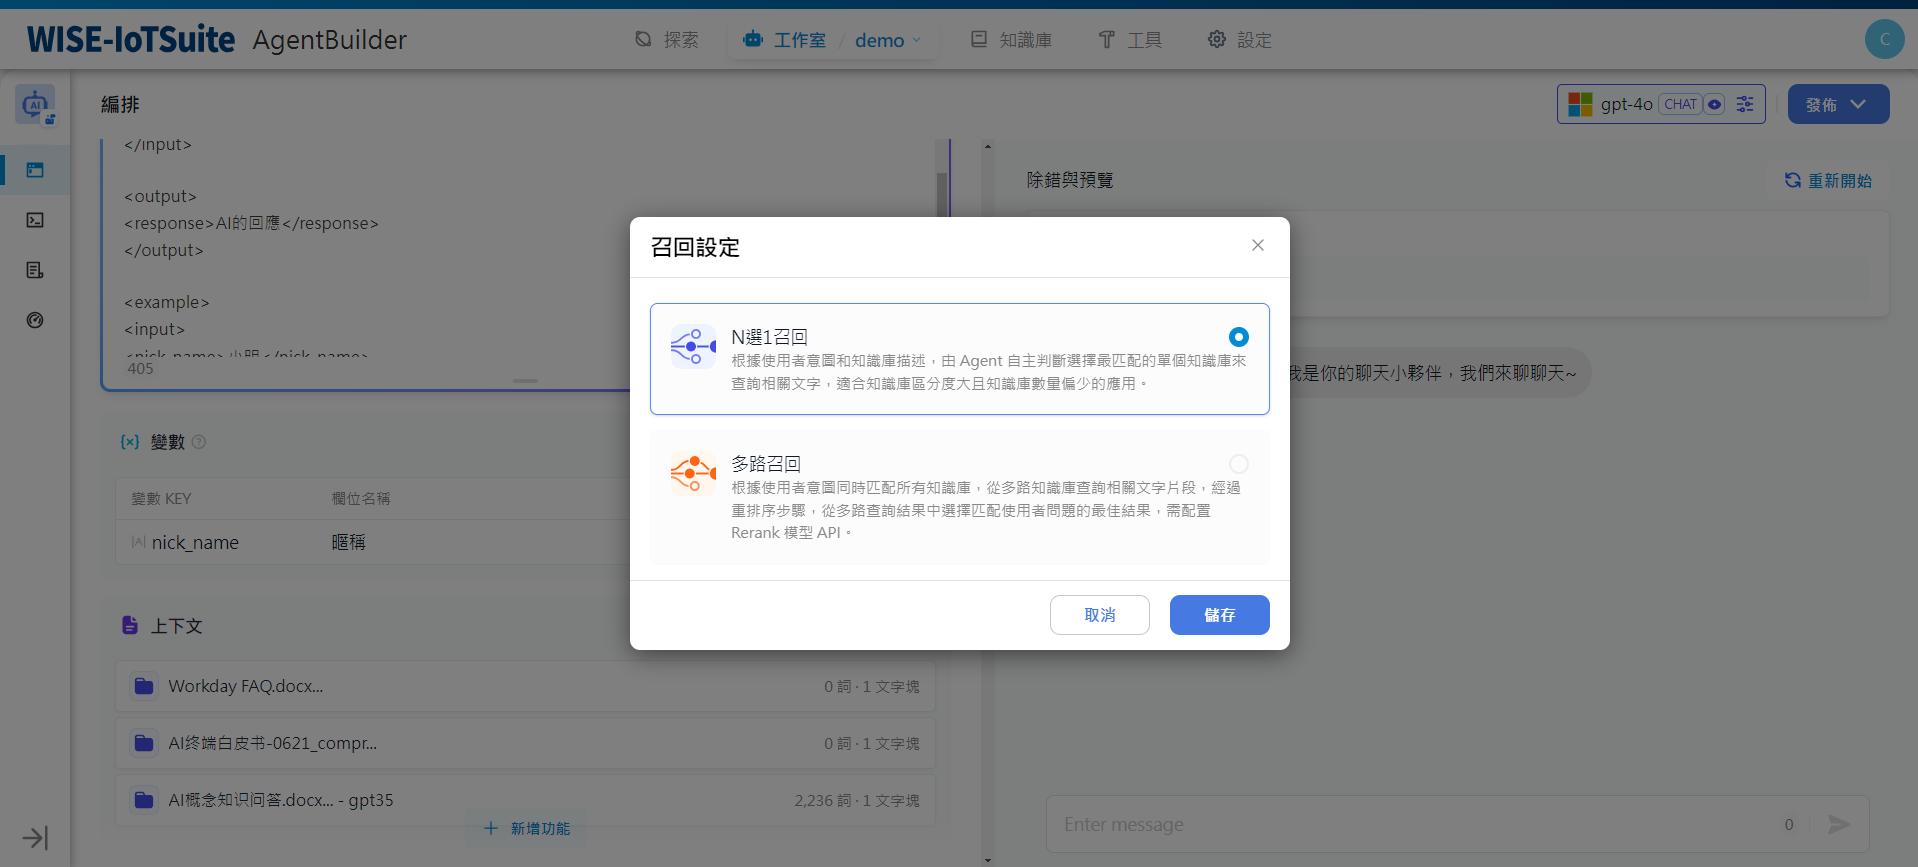 WISE-IoTSuite AgentBuilder
探索
工作室 / demo
知識庫
工具
設定
C
編排
gpt-4o CHAT
發佈
</input>
<output>
<response>AI的回應</response>
</output>
<example>
<input>
<nick_name>小明</nick_name>
405
{x} 變數
變數 KEY 欄位名稱
nick_name 暱稱
上下文
Workday FAQ.docx... 0 詞 · 1 文字塊
AI终端白皮书-0621_compr... 0 詞 · 1 文字塊
AI概念知识问答.docx... - gpt35 2,236 詞 · 1 文字塊
+ 新增功能
除錯與預覽
重新開始
我是你的聊天小夥伴，我們來聊聊天~
Enter message 0
召回設定
N選1召回
根據使用者意圖和知識庫描述，由 Agent 自主判斷選擇最匹配的單個知識庫來
查詢相關文字，適合知識庫區分度大且知識庫數量偏少的應用。
多路召回
根據使用者意圖同時匹配所有知識庫，從多路知識庫查詢相關文字片段，經過
重排序步驟，從多路查詢結果中選擇匹配使用者問題的最佳結果，需配置
Rerank 模型 API。
取消
儲存